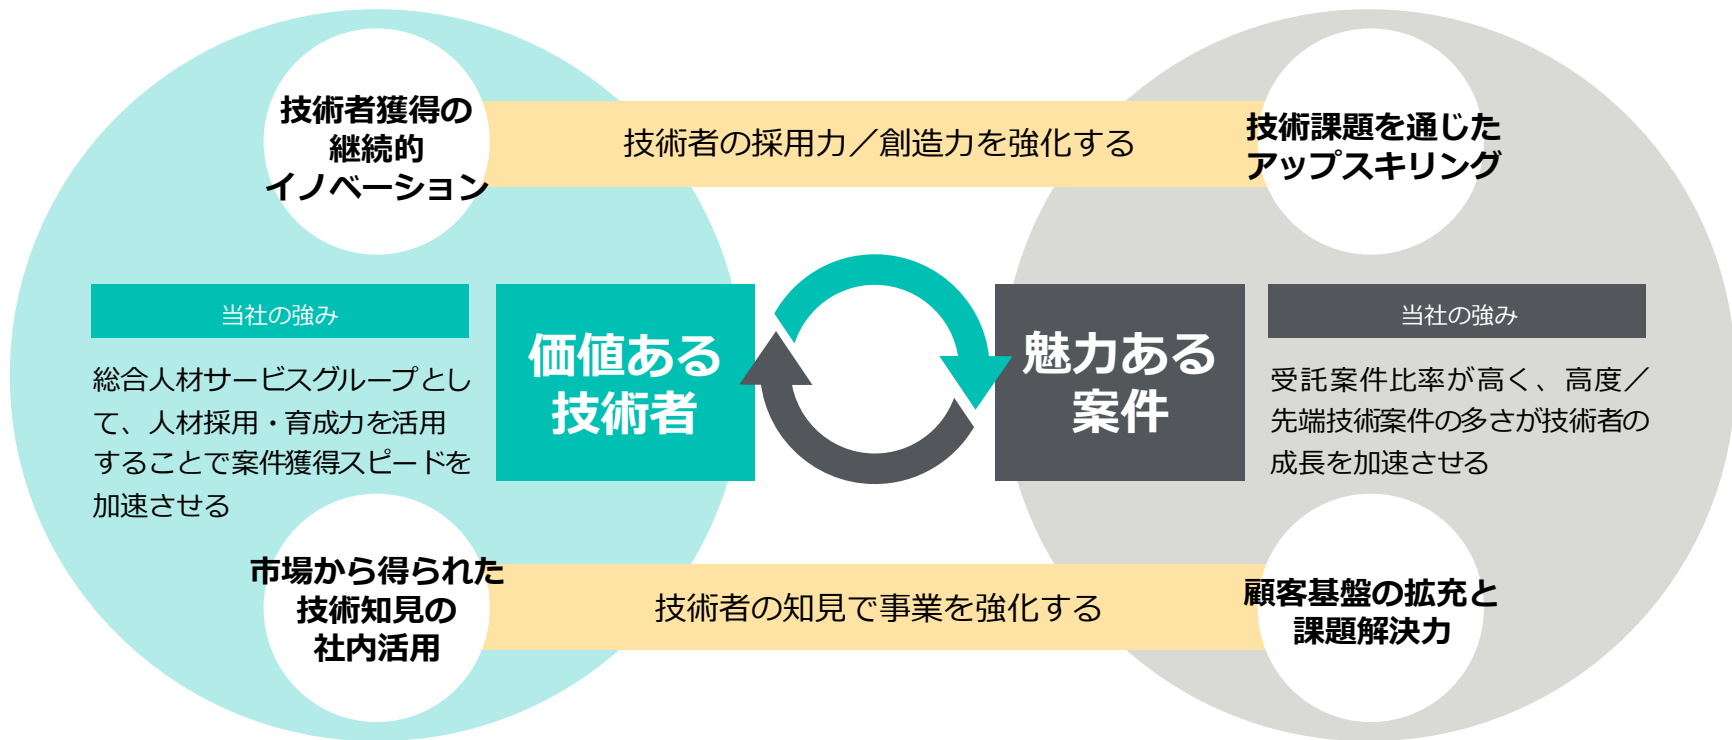 技術者獲得の
継続的
イノベーション
技術者の採用力／創造力を強化する
技術課題を通じた
アップスキリング
当社の強み
総合人材サービスグループとし
て、人材採用・育成力を活用
することで案件獲得スピードを
加速させる
価値ある
技術者
魅力ある
案件
当社の強み
受託案件比率が高く、高度／
先端技術案件の多さが技術者の
成長を加速させる
市場から得られた
技術知見の
社内活用
技術者の知見で事業を強化する
顧客基盤の拡充と
課題解決力